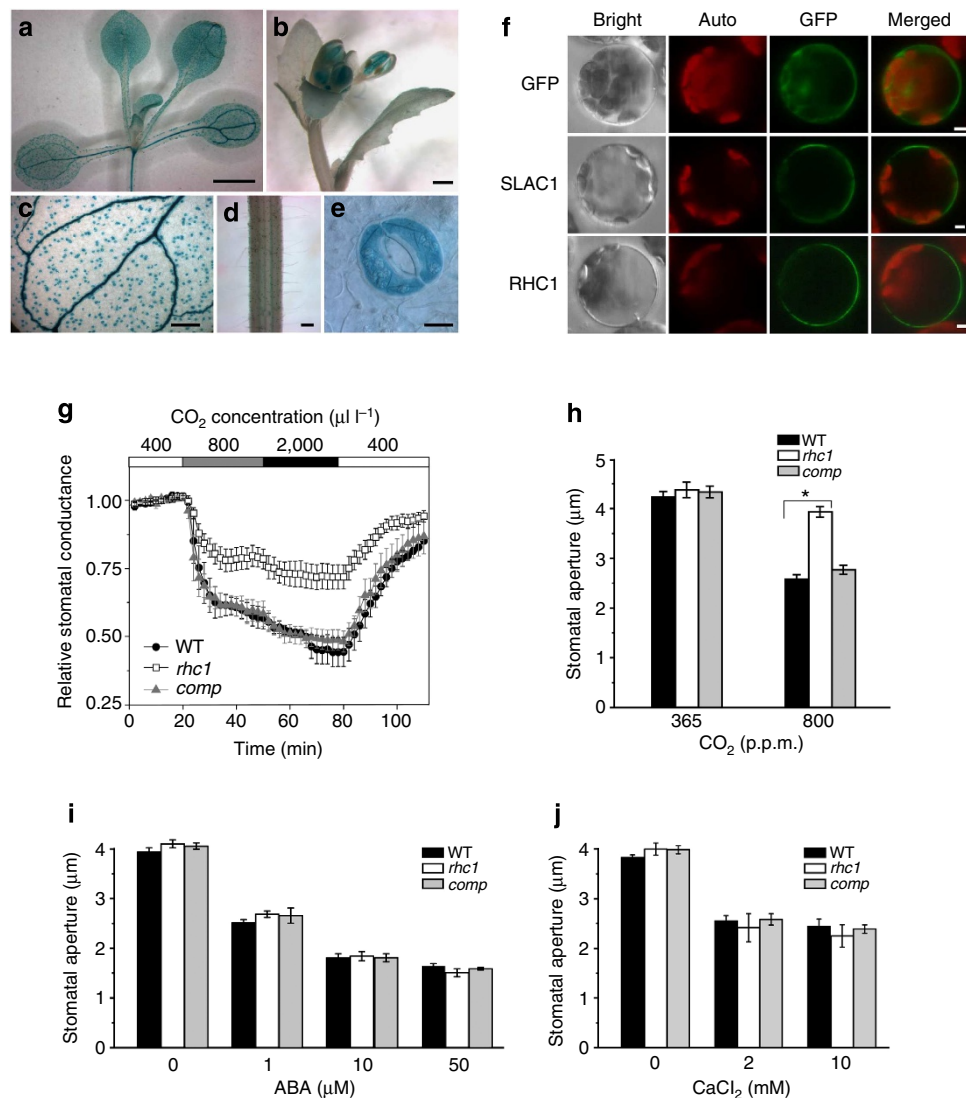 a
b
c
d
e
f
Bright Auto GFP Merged
GFP
SLAC1
RHC1
g
CO2 concentration (μl l–1)
400 800 2,000 400
Relative stomatal conductance
1.00
0.75
0.50
0.25
WT
rhc1
comp
0 20 40 60 80 100
Time (min)
h
WT
rhc1
comp
*
Stomatal aperture (μm)
5
4
3
2
1
0
365 800
CO2 (p.p.m.)
i
WT
rhc1
comp
Stomatal aperture (μm)
4
3
2
1
0
0 1 10 50
ABA (μM)
j
WT
rhc1
comp
Stomatal aperture (μm)
4
3
2
1
0
0 2 10
CaCl2 (mM)